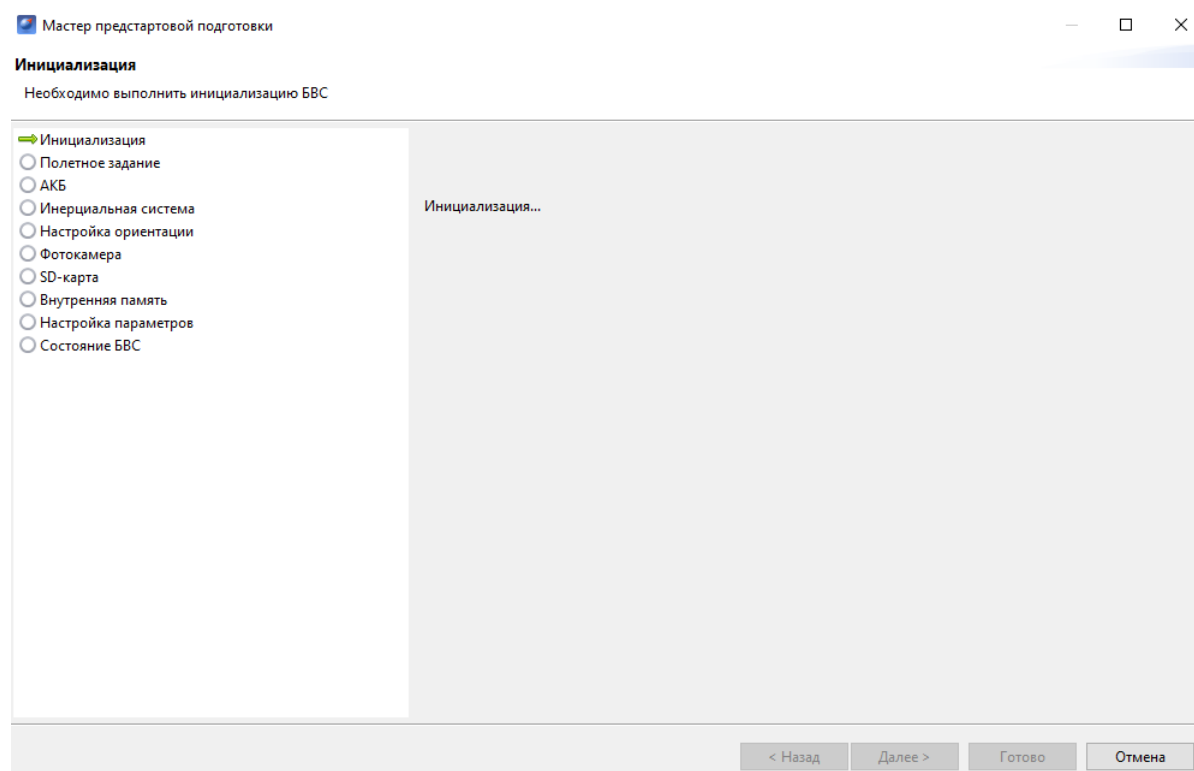 Мастер предстартовой подготовки
Инициализация
Необходимо выполнить инициализацию БВС
Инициализация
Полетное задание
АКБ
Инерциальная система
Настройка ориентации
Фотокамера
SD-карта
Внутренняя память
Настройка параметров
Состояние БВС
Инициализация...
< Назад
Далее >
Готово
Отмена